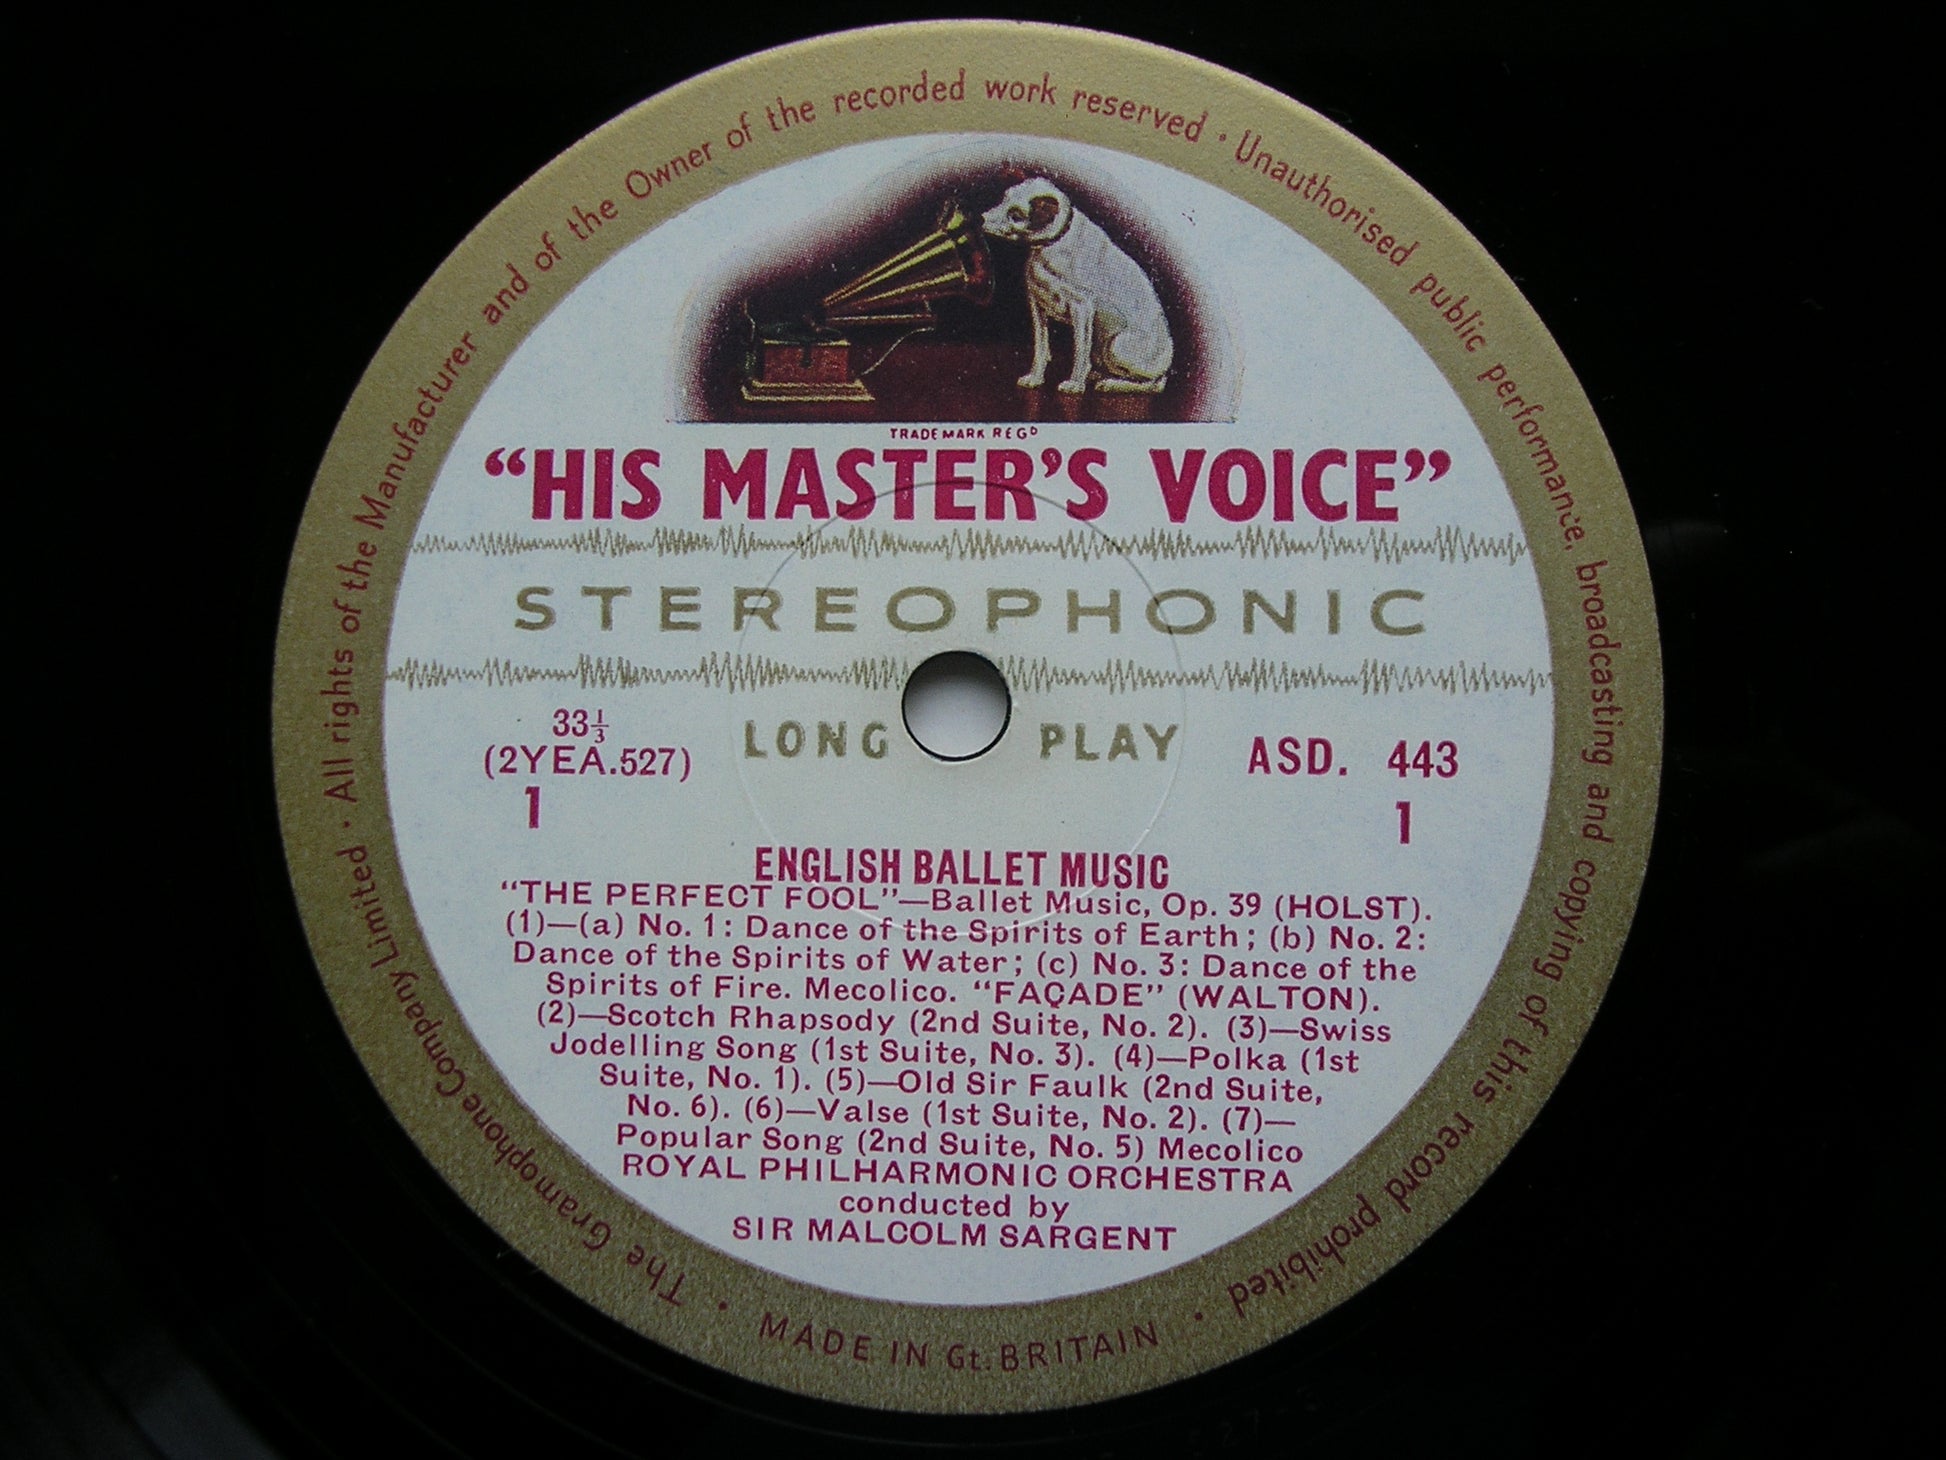 TRADE MARK REGD
“HIS MASTER’S VOICE”
STEREOPHONIC
LONG PLAY
33⅓
(2YEA.527)
1
ASD. 443
1
ENGLISH BALLET MUSIC
“THE PERFECT FOOL”—Ballet Music, Op. 39 (HOLST).
(1)—(a) No. 1: Dance of the Spirits of Earth; (b) No. 2:
Dance of the Spirits of Water; (c) No. 3: Dance of the
Spirits of Fire. Mecolico. “FAÇADE” (WALTON).
(2)—Scotch Rhapsody (2nd Suite, No. 2). (3)—Swiss
Jodelling Song (1st Suite, No. 3). (4)—Polka (1st
Suite, No. 1). (5)—Old Sir Faulk (2nd Suite,
No. 6). (6)—Valse (1st Suite, No. 2). (7)—
Popular Song (2nd Suite, No. 5) Mecolico
ROYAL PHILHARMONIC ORCHESTRA
conducted by
SIR MALCOLM SARGENT
The Gramophone Company Limited · All rights of the Manufacturer and of the Owner of the recorded work reserved · Unauthorised public performance, broadcasting and copying of this record prohibited ·
MADE IN Gt. BRITAIN ·